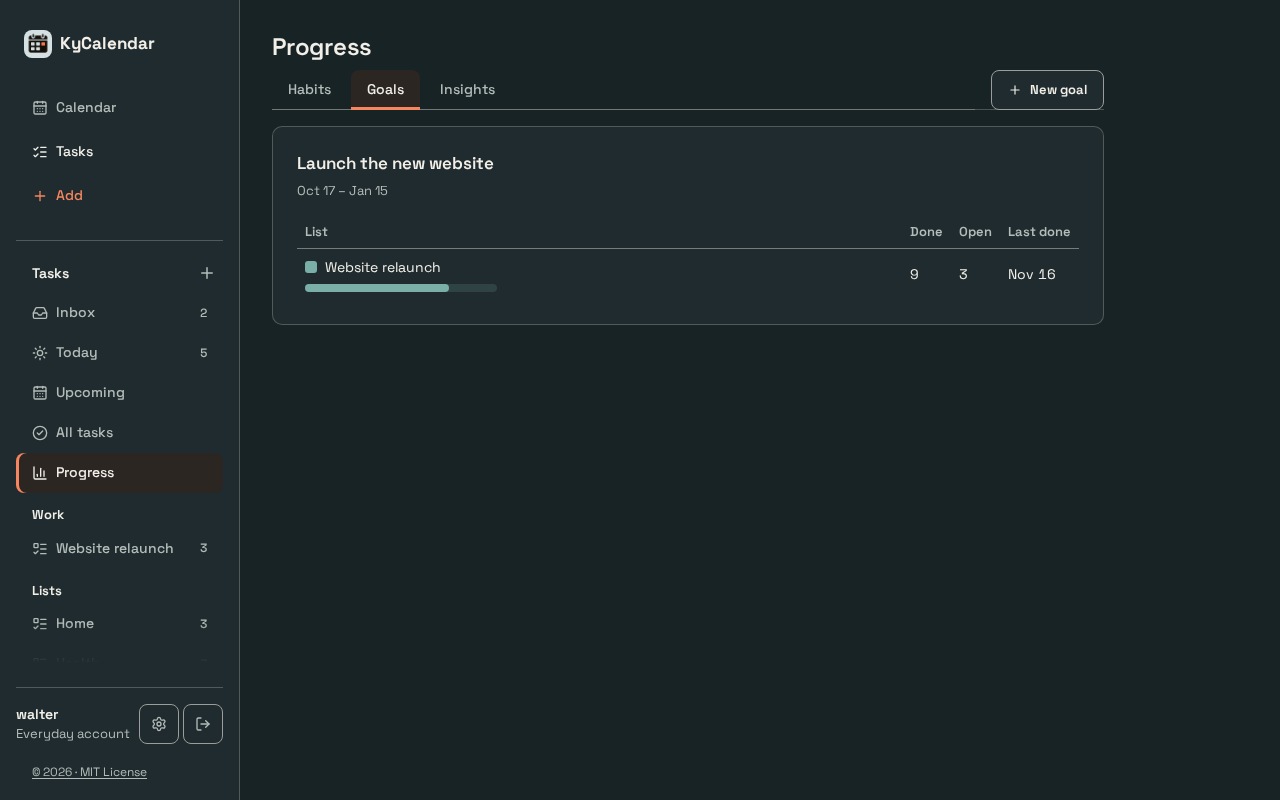 KyCalendar
Calendar
Tasks
Add
Tasks
Inbox 2
Today 5
Upcoming
All tasks
Progress
Work
Website relaunch 3
Lists
Home 3
walter
Everyday account
© 2026 · MIT License
Progress
Habits Goals Insights
New goal
Launch the new website
Oct 17 – Jan 15
List Done Open Last done
Website relaunch 9 3 Nov 16